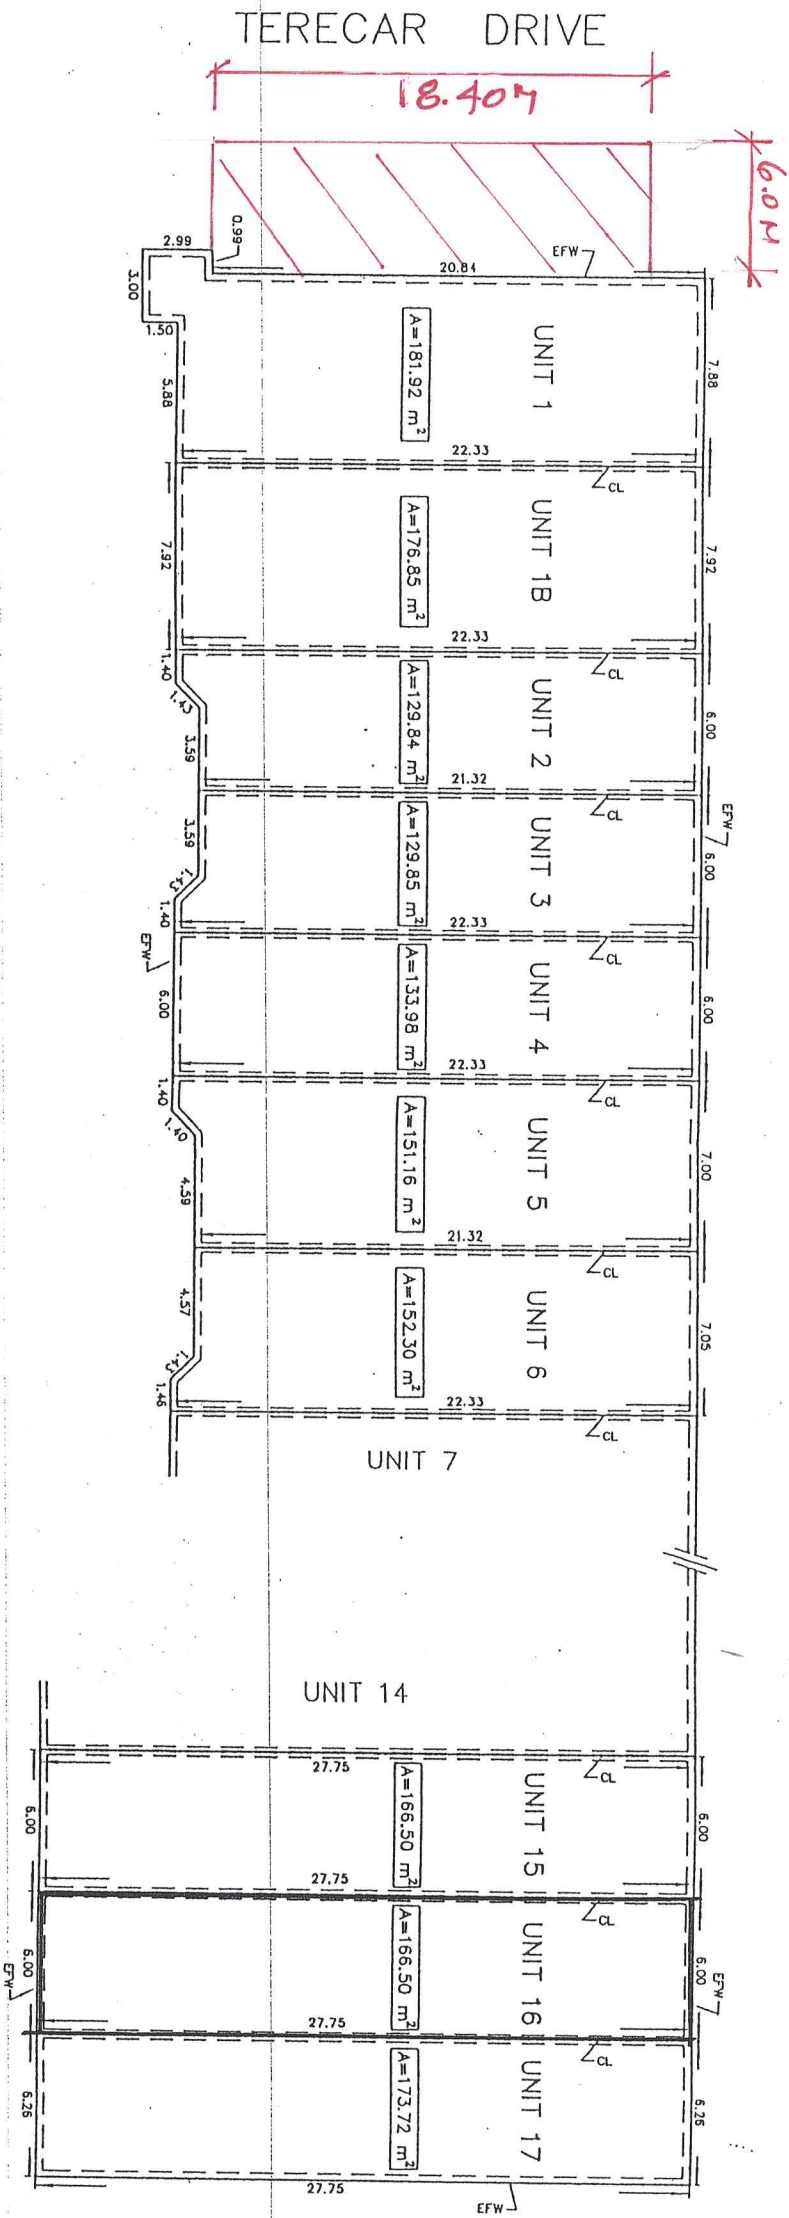 TERECAR DRIVE
18.40M
6.0 M
2.99
0.99
20.84
EFW
3.00
1.50
5.88
UNIT 1
A=181.92 m²
7.88
22.33
CL
7.92
UNIT 1B
A=176.85 m²
7.92
22.33
CL
1.40
1.43
3.59
UNIT 2
A=129.84 m²
6.00
21.32
CL
EFW
3.59
1.43
1.40
UNIT 3
A=129.85 m²
6.00
22.33
CL
EFW
6.00
UNIT 4
A=133.98 m²
6.00
22.33
CL
1.40
1.40
4.59
UNIT 5
A=151.16 m²
7.00
21.32
CL
4.57
1.43
1.46
UNIT 6
A=152.30 m²
7.05
22.33
CL
UNIT 7
UNIT 14
27.75
CL
6.00
UNIT 15
A=166.50 m²
6.00
27.75
CL
6.00
EFW
UNIT 16
A=166.50 m²
6.00
EFW
27.75
CL
6.26
UNIT 17
A=173.72 m²
6.26
27.75
EFW